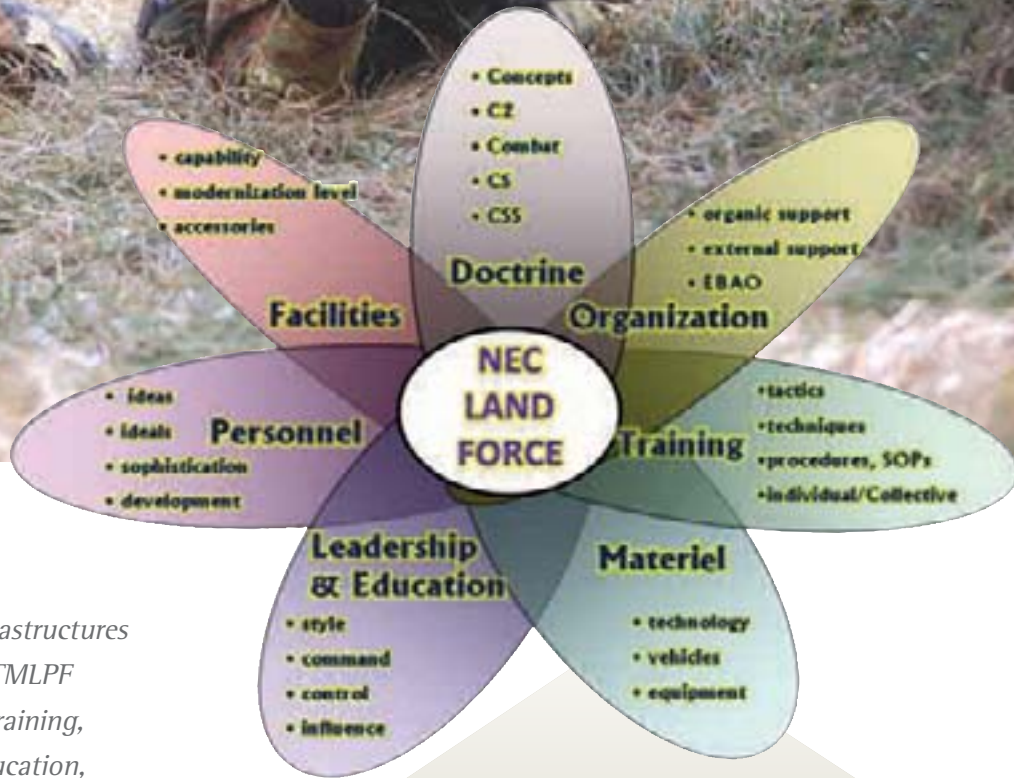 • Concepts
• C2
• Combat
• CS
• CSS
Doctrine
• organic support
• external support
• EBAO
Organization
• tactics
• techniques
• procedures, SOPs
• individual/Collective
Training
Materiel
• technology
• vehicles
• equipment
Leadership
& Education
• style
• command
• control
• influence
• ideas
• ideals
• sophistication
• development
Personnel
• capability
• modernization level
• accessories
Facilities
NEC
LAND
FORCE
astructures
TMLPF
raining,
ucation,